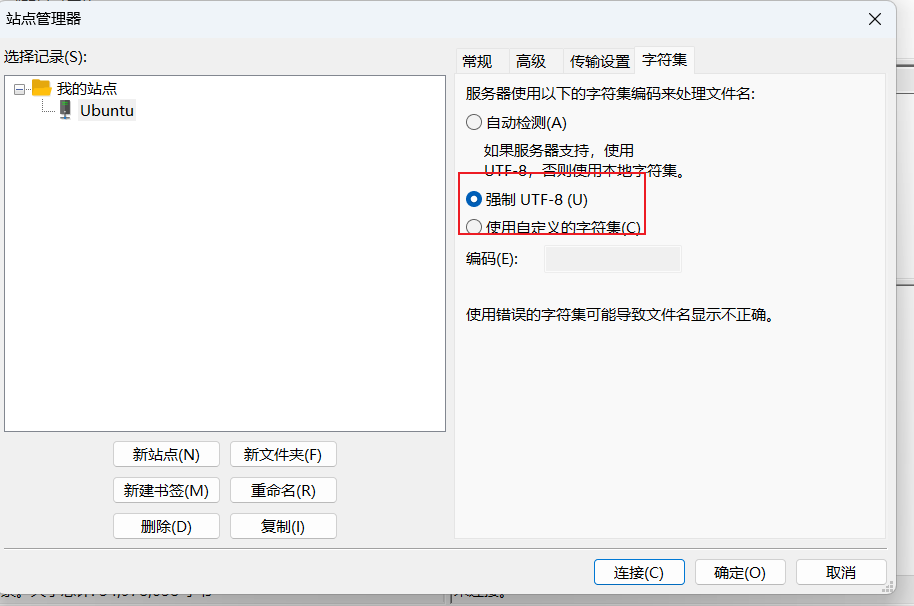 站点管理器
选择记录(S):
我的站点
Ubuntu
新站点(N)
新文件夹(F)
新建书签(M)
重命名(R)
删除(D)
复制(I)
常规
高级
传输设置
字符集
服务器使用以下的字符集编码来处理文件名:
自动检测(A)
如果服务器支持，使用
UTF-8，否则使用本地字符集。
强制 UTF-8 (U)
使用自定义的字符集(C)
编码(E):
使用错误的字符集可能导致文件名显示不正确。
连接(C)
确定(O)
取消